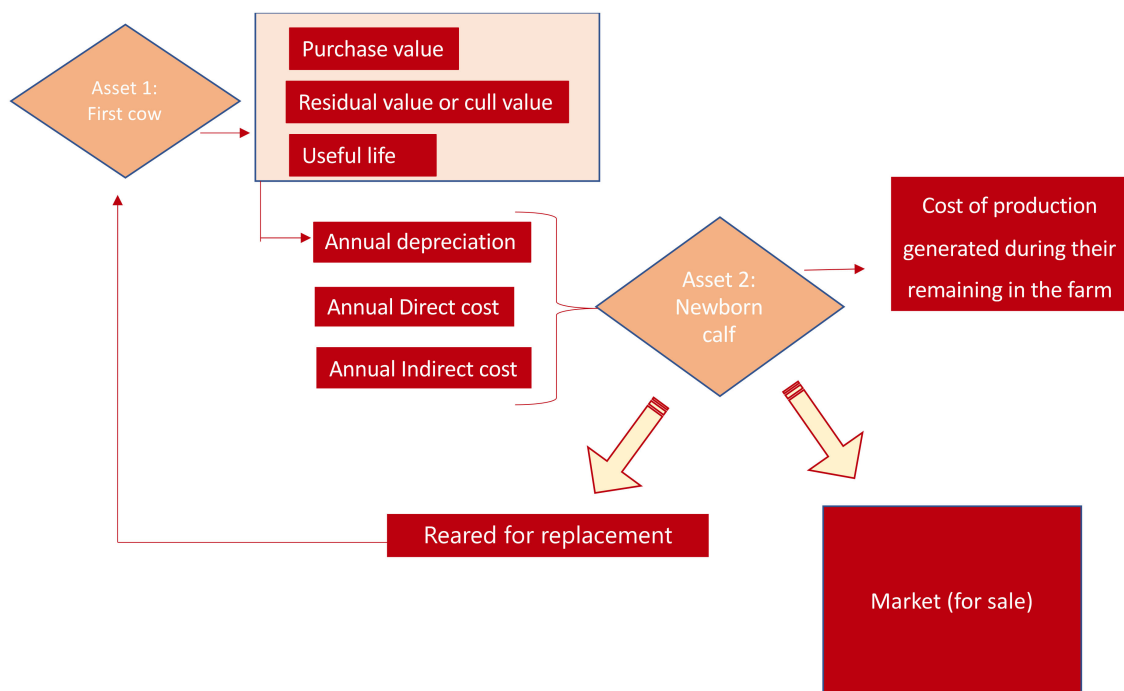 Asset 1:
First cow
Purchase value
Residual value or cull value
Useful life
Annual depreciation
Annual Direct cost
Annual Indirect cost
Asset 2:
Newborn
calf
Cost of production
generated during their
remaining in the farm
Reared for replacement
Market (for sale)